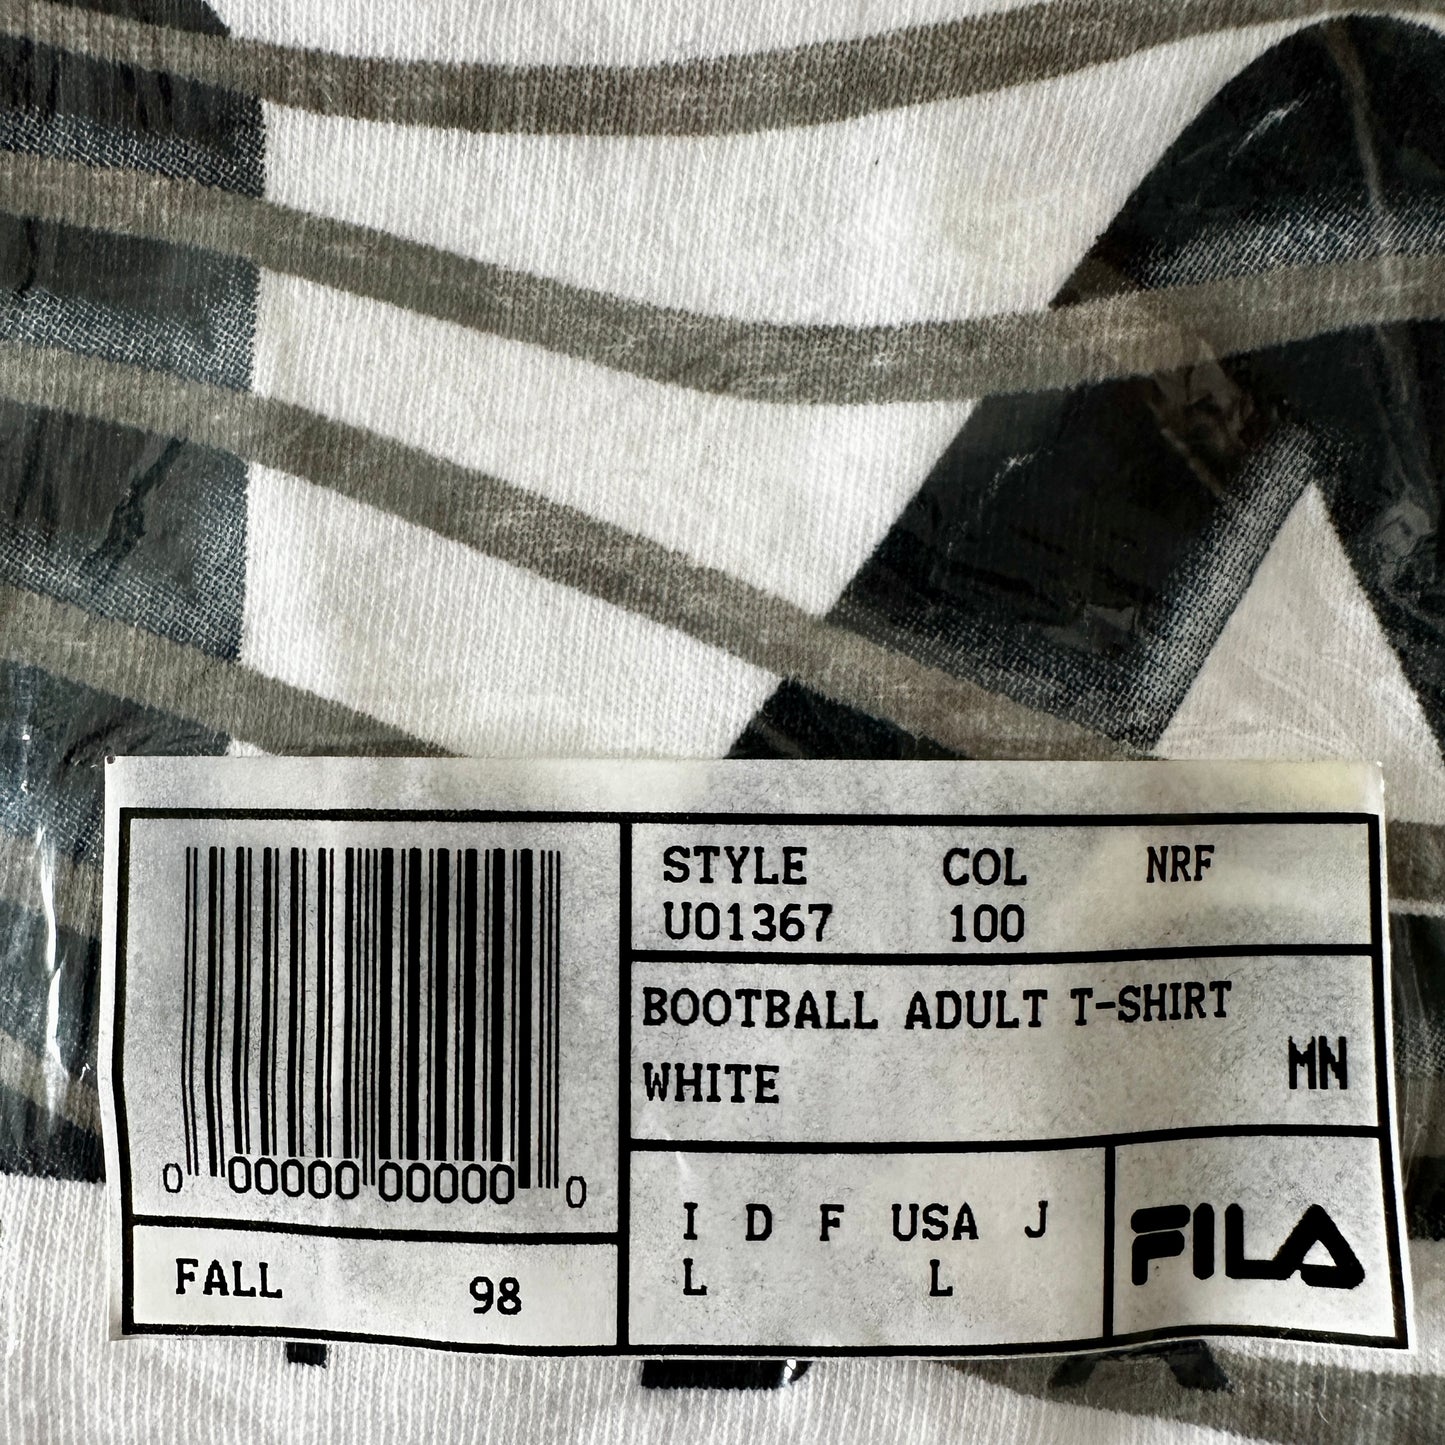 STYLE COL NRF
U01367 100
BOOTBALL ADULT T-SHIRT
WHITE MN
0 00000 00000 0
FALL 98
I D F USA J
L L
FILA